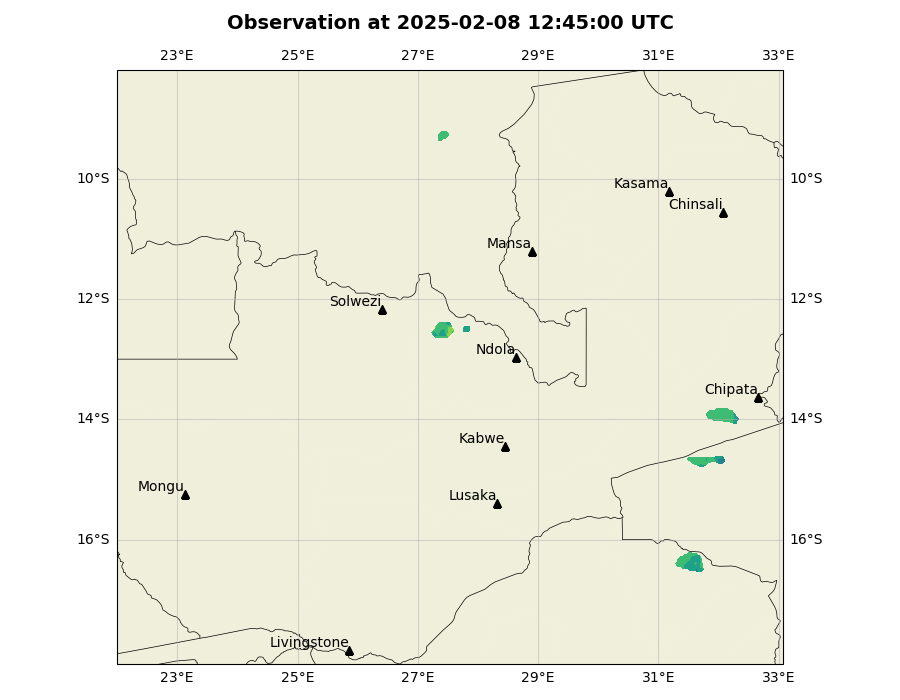 Observation at 2025-02-08 12:45:00 UTC
23°E 25°E 27°E 29°E 31°E 33°E
10°S 10°S
Kasama
Chinsali
Mansa
12°S 12°S
Solwezi
Ndola
Chipata
14°S 14°S
Kabwe
Mongu
Lusaka
16°S 16°S
Livingstone
23°E 25°E 27°E 29°E 31°E 33°E